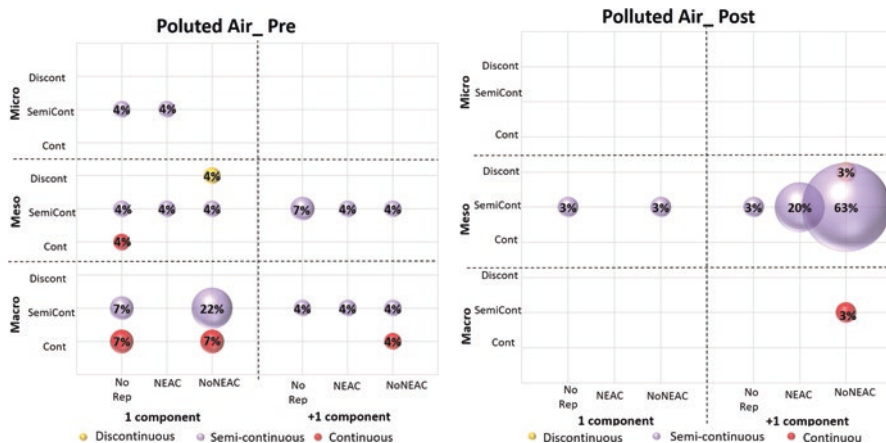 Poluted Air_ Pre
Micro
Discont
SemiCont 4% 4%
Cont
Meso
Discont 4%
SemiCont 4% 4% 4% 7% 4% 4%
Cont 4%
Macro
Discont
SemiCont 7% 22% 4% 4% 4%
Cont 7% 7% 4%
No Rep NEAC NoNEAC No Rep NEAC NoNEAC
1 component +1 component
Discontinuous Semi-continuous Continuous
Polluted Air_ Post
Micro
Discont
SemiCont
Cont
Meso
Discont 3%
SemiCont 3% 3% 3% 20% 63%
Cont
Macro
Discont
SemiCont 3%
Cont
No Rep NEAC NoNEAC No Rep NEAC NoNEAC
1 component +1 component
Discontinuous Semi-continuous Continuou